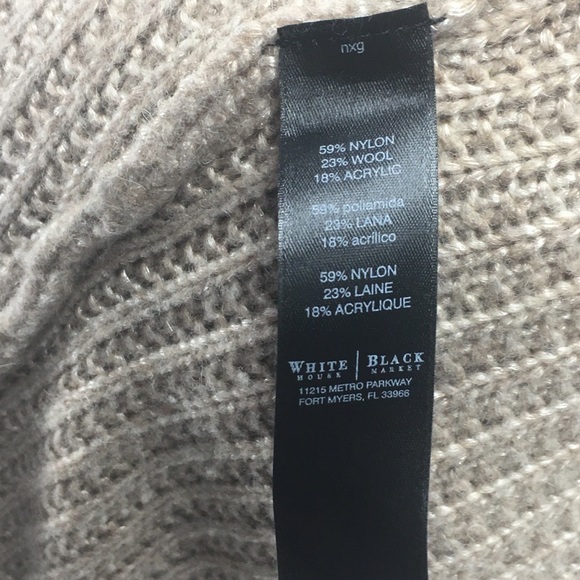 nxg
59% NYLON
23% WOOL
18% ACRYLIC
59% poliamida
23% LANA
18% acrílico
59% NYLON
23% LAINE
18% ACRYLIQUE
WHITE | BLACK
HOUSE MARKET
11215 METRO PARKWAY
FORT MYERS, FL 33966